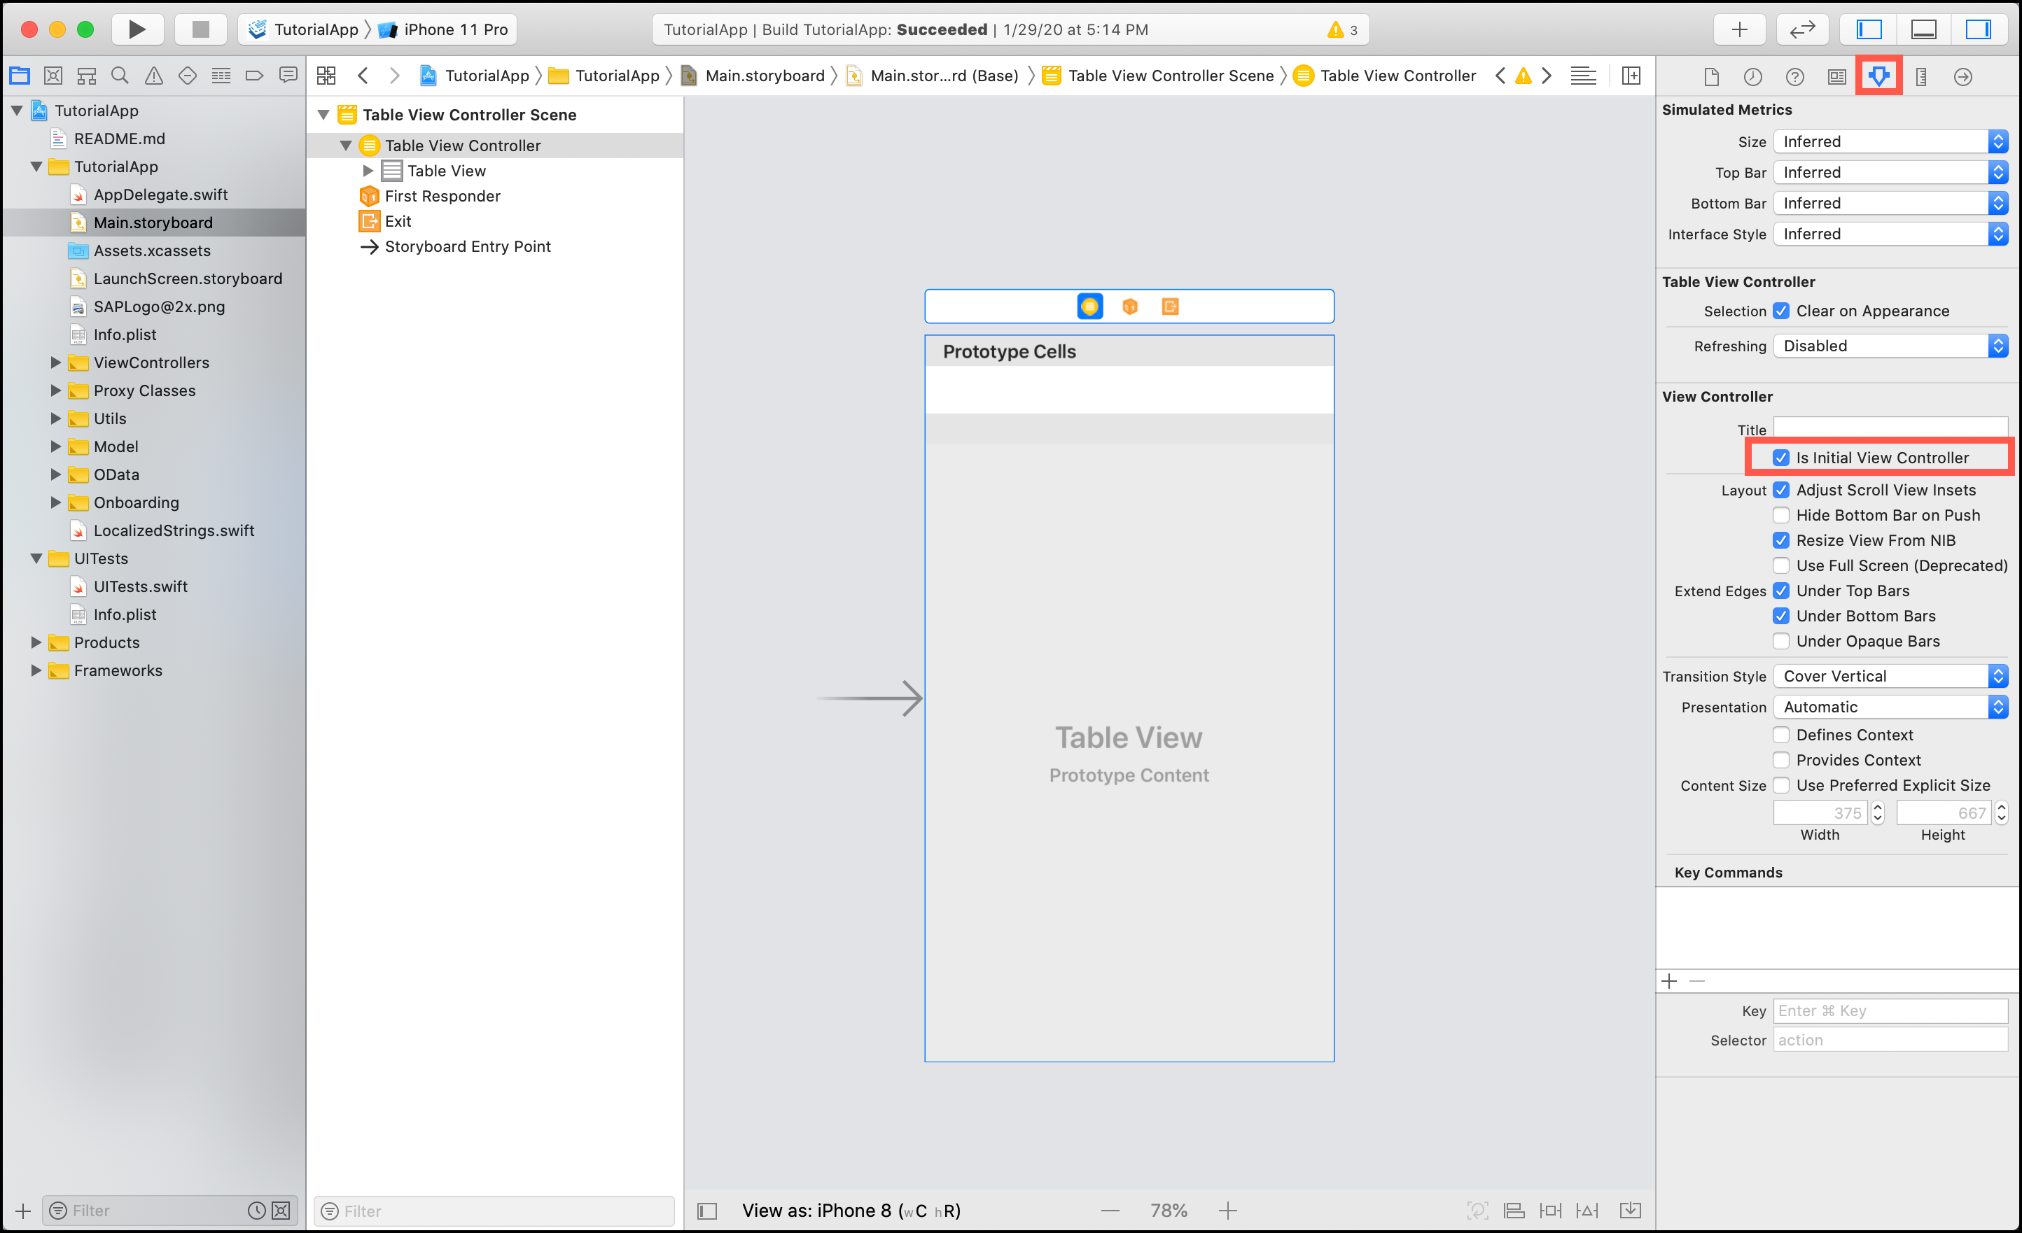 TutorialApp 〉 iPhone 11 Pro
TutorialApp | Build TutorialApp: Succeeded | 1/29/20 at 5:14 PM
3
TutorialApp 〉 TutorialApp 〉 Main.storyboard 〉 Main.stor...rd (Base) 〉 Table View Controller Scene 〉 Table View Controller
TutorialApp
README.md
TutorialApp
AppDelegate.swift
Main.storyboard
Assets.xcassets
LaunchScreen.storyboard
SAPLogo@2x.png
Info.plist
ViewControllers
Proxy Classes
Utils
Model
OData
Onboarding
LocalizedStrings.swift
UITests
UITests.swift
Info.plist
Products
Frameworks
Filter
Table View Controller Scene
Table View Controller
Table View
First Responder
Exit
Storyboard Entry Point
Filter
Prototype Cells
Table View
Prototype Content
View as: iPhone 8 (wC hR)
78%
Simulated Metrics
Size Inferred
Top Bar Inferred
Bottom Bar Inferred
Interface Style Inferred
Table View Controller
Selection Clear on Appearance
Refreshing Disabled
View Controller
Title
Is Initial View Controller
Layout Adjust Scroll View Insets
Hide Bottom Bar on Push
Resize View From NIB
Use Full Screen (Deprecated)
Extend Edges Under Top Bars
Under Bottom Bars
Under Opaque Bars
Transition Style Cover Vertical
Presentation Automatic
Defines Context
Provides Context
Content Size Use Preferred Explicit Size
375 667
Width Height
Key Commands
Key Enter ⌘ Key
Selector action